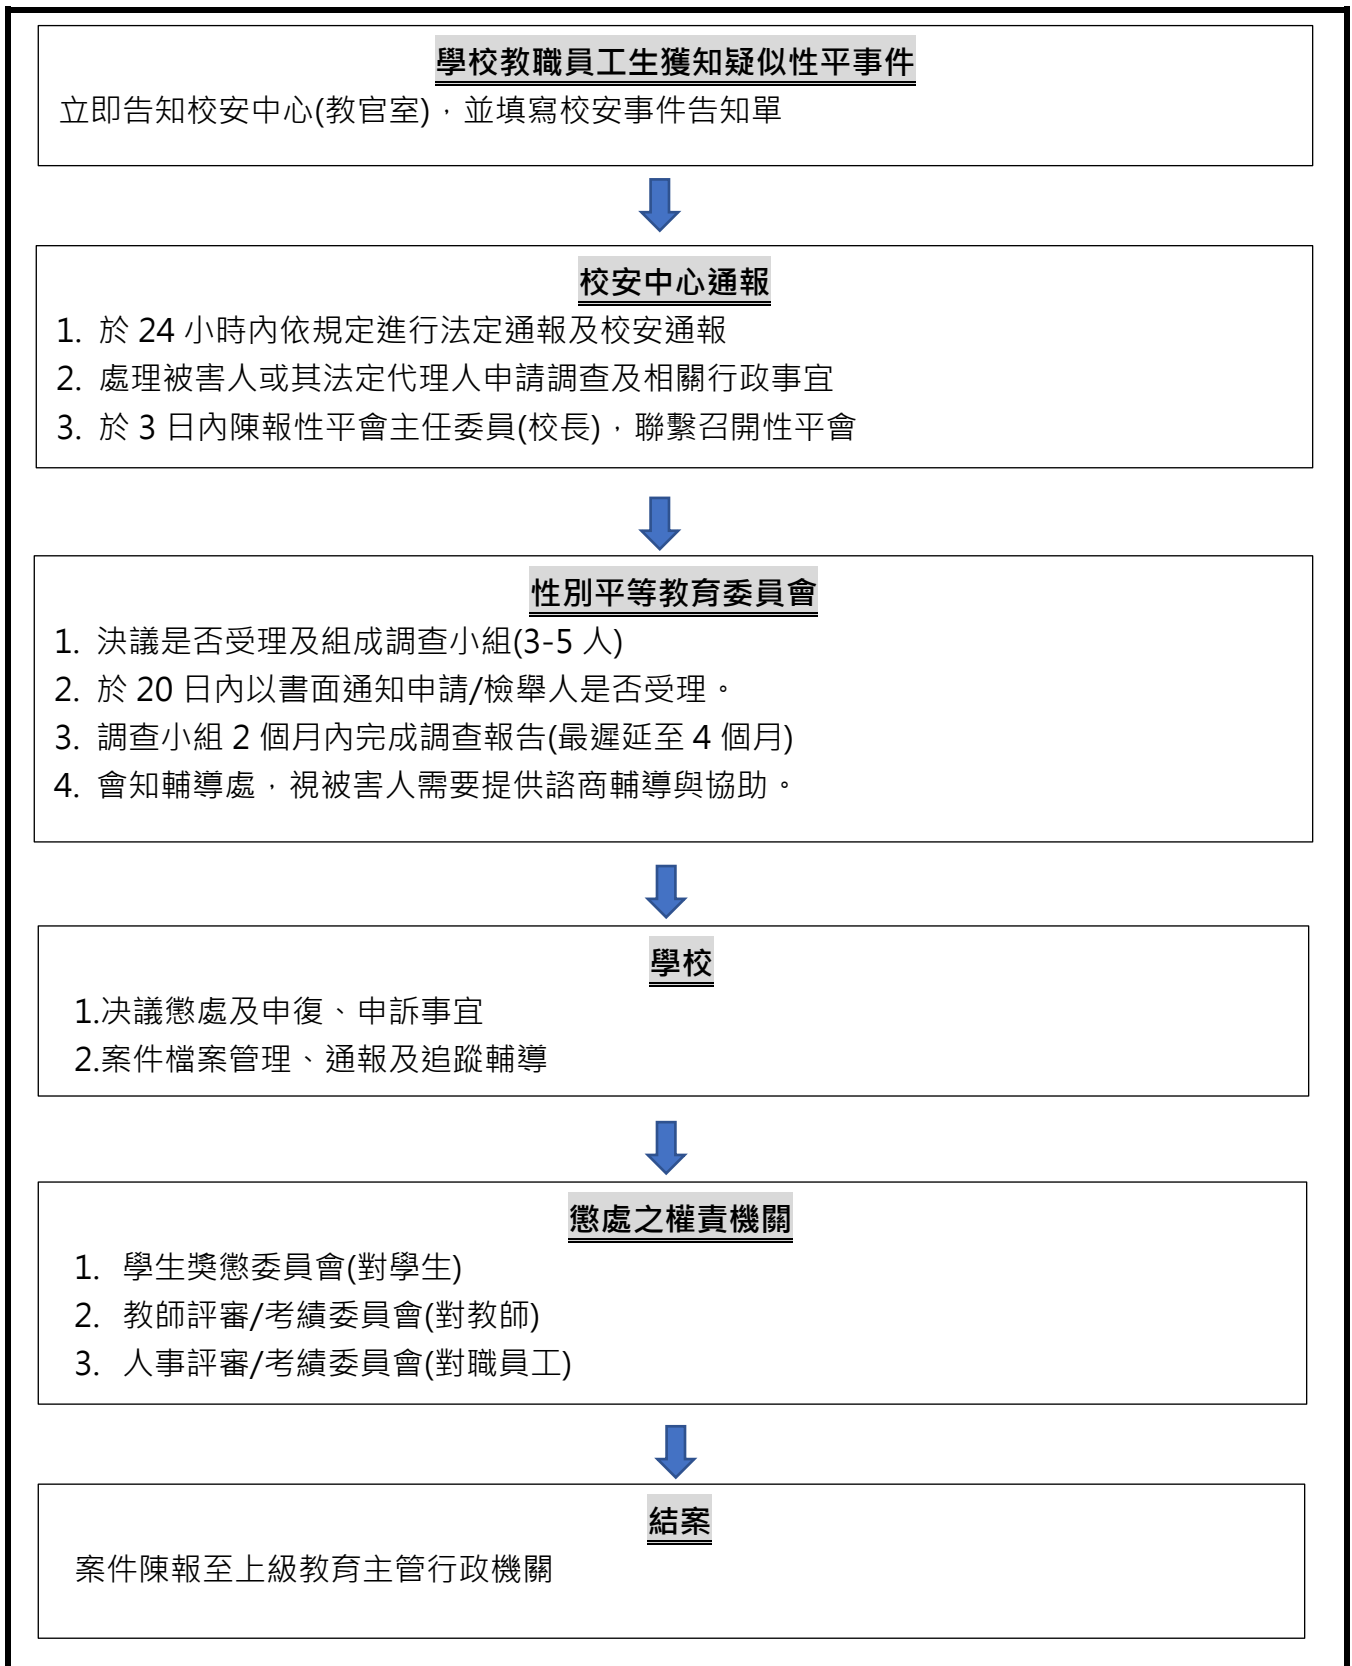 學校教職員工生獲知疑似性平事件
立即告知校安中心(教官室)，並填寫校安事件告知單
校安中心通報
1. 於 24 小時內依規定進行法定通報及校安通報
2. 處理被害人或其法定代理人申請調查及相關行政事宜
3. 於 3 日內陳報性平會主任委員(校長)，聯繫召開性平會
性別平等教育委員會
1. 決議是否受理及組成調查小組(3-5 人)
2. 於 20 日內以書面通知申請/檢舉人是否受理。
3. 調查小組 2 個月內完成調查報告(最遲延至 4 個月)
4. 會知輔導處，視被害人需要提供諮商輔導與協助。
學校
1.決議懲處及申復、申訴事宜
2.案件檔案管理、通報及追蹤輔導
懲處之權責機關
1. 學生獎懲委員會(對學生)
2. 教師評審/考績委員會(對教師)
3. 人事評審/考績委員會(對職員工)
結案
案件陳報至上級教育主管行政機關